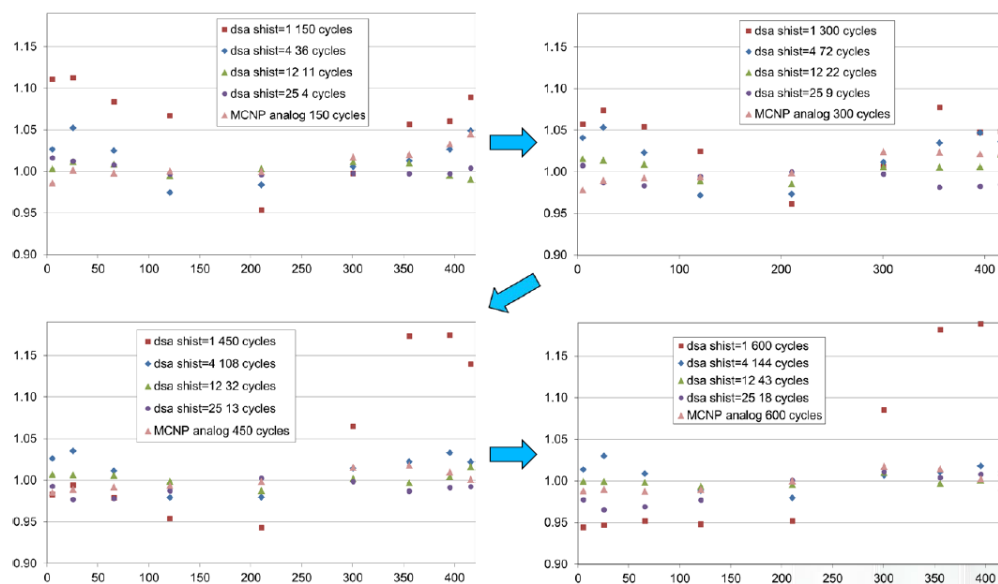 dsa shist=1 150 cycles
dsa shist=4 36 cycles
dsa shist=12 11 cycles
dsa shist=25 4 cycles
MCNP analog 150 cycles
1.15
1.10
1.05
1.00
0.95
0.90
0 50 100 150 200 250 300 350 400
dsa shist=1 300 cycles
dsa shist=4 72 cycles
dsa shist=12 22 cycles
dsa shist=25 9 cycles
MCNP analog 300 cycles
1.15
1.10
1.05
1.00
0.95
0.90
0 50 100 150 200 250 300 350 400
dsa shist=1 450 cycles
dsa shist=4 108 cycles
dsa shist=12 32 cycles
dsa shist=25 13 cycles
MCNP analog 450 cycles
1.15
1.10
1.05
1.00
0.95
0.90
0 50 100 150 200 250 300 350 400
dsa shist=1 600 cycles
dsa shist=4 144 cycles
dsa shist=12 43 cycles
dsa shist=25 18 cycles
MCNP analog 600 cycles
1.15
1.10
1.05
1.00
0.95
0.90
0 50 100 150 200 250 300 350 400